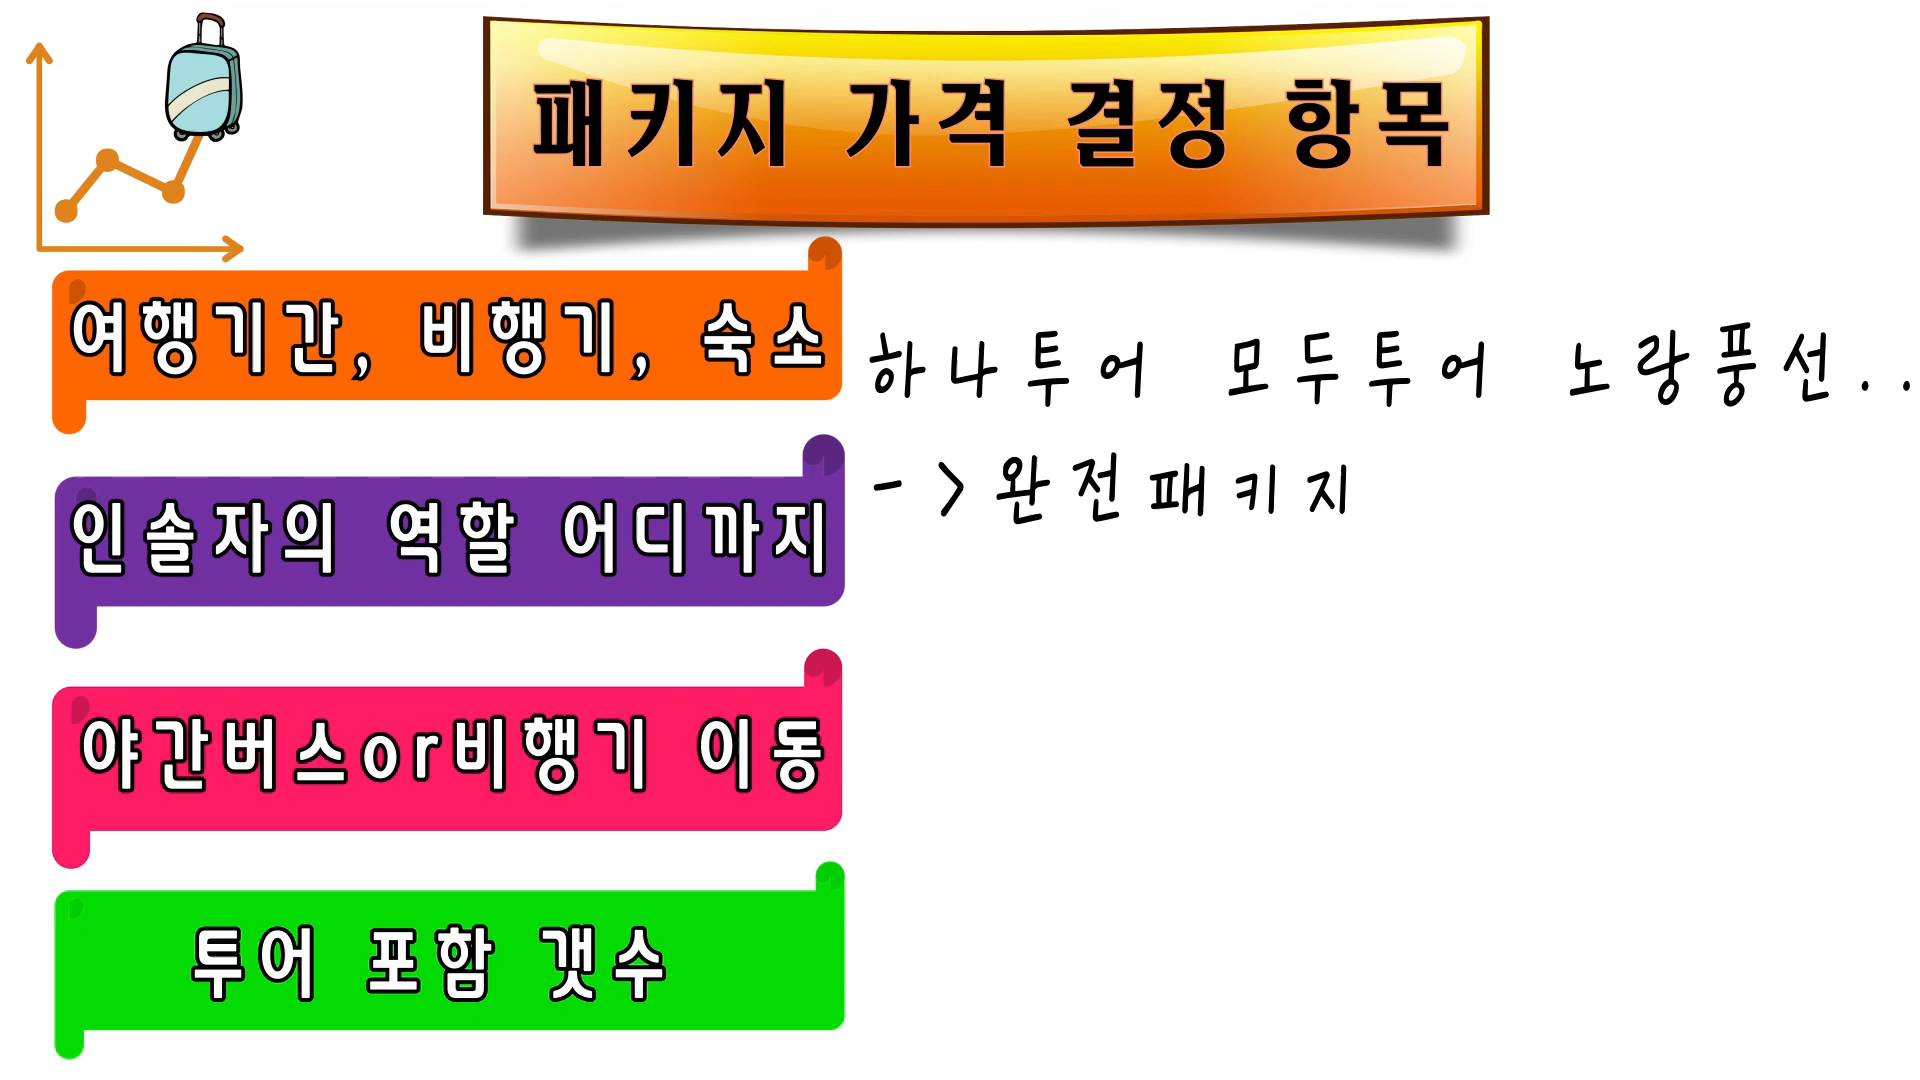 패키지 가격 결정 항목
여행기간, 비행기, 숙소
하나투어 모두투어 노랑풍선..
->완전패키지
인솔자의 역할 어디까지
야간버스or비행기 이동
투어 포함 갯수